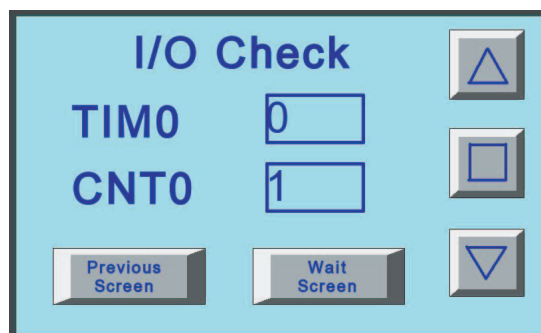 I/O Check
TIM0 0
CNT0 1
Previous
Screen
Wait
Screen